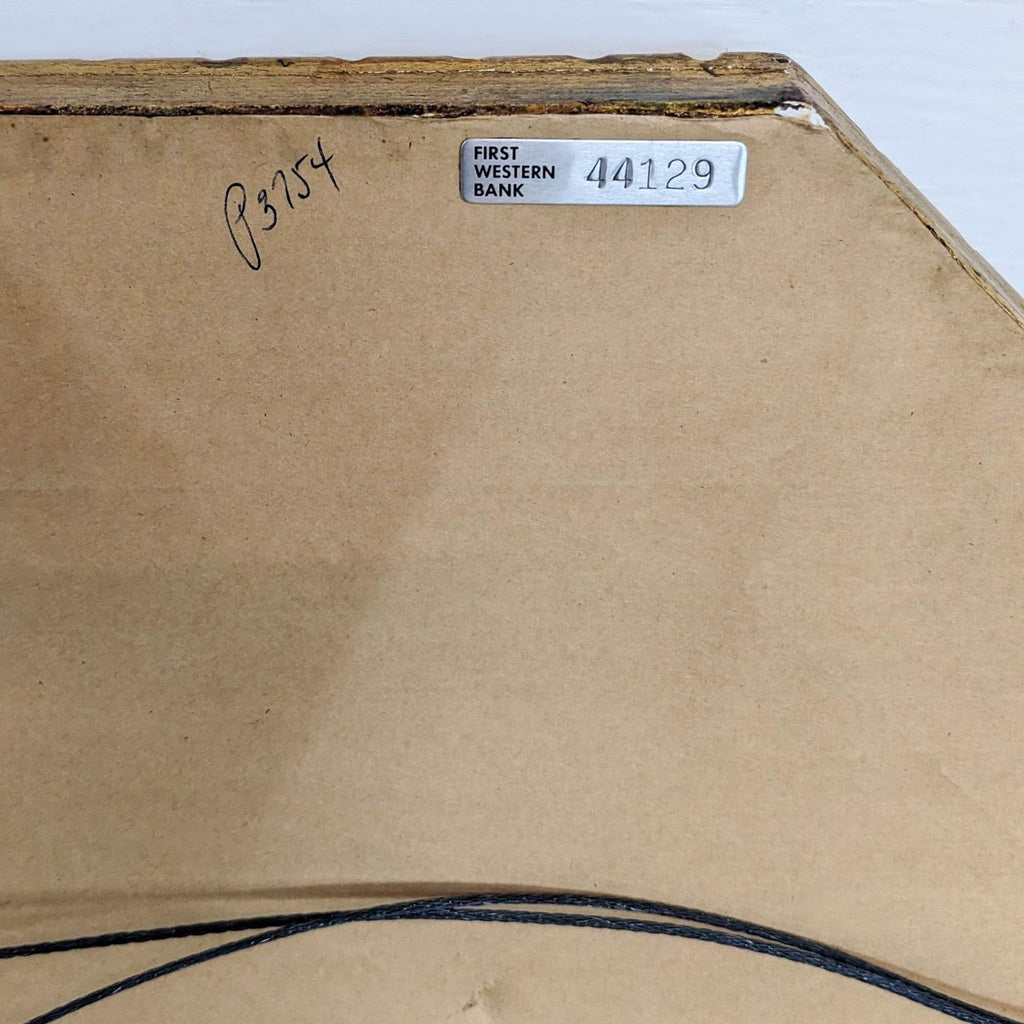 P3754
FIRST
WESTERN
BANK
44129